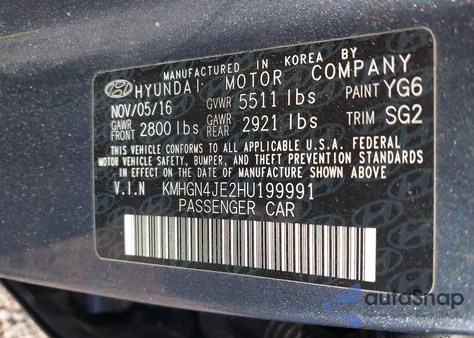 MANUFACTURED IN KOREA BY
HYUNDAI MOTOR COMPANY
NOV/05/16 GVWR 5511 lbs PAINT YG6
GAWR FRONT 2800 lbs GAWR REAR 2921 lbs TRIM SG2
THIS VEHICLE CONFORMS TO ALL APPLICABLE U.S.A. FEDERAL
MOTOR VEHICLE SAFETY, BUMPER, AND THEFT PREVENTION STANDARDS
IN EFFECT ON THE DATE OF MANUFACTURE SHOWN ABOVE
V.I.N KMHGN4JE2HU199991
PASSENGER CAR
autoSnap